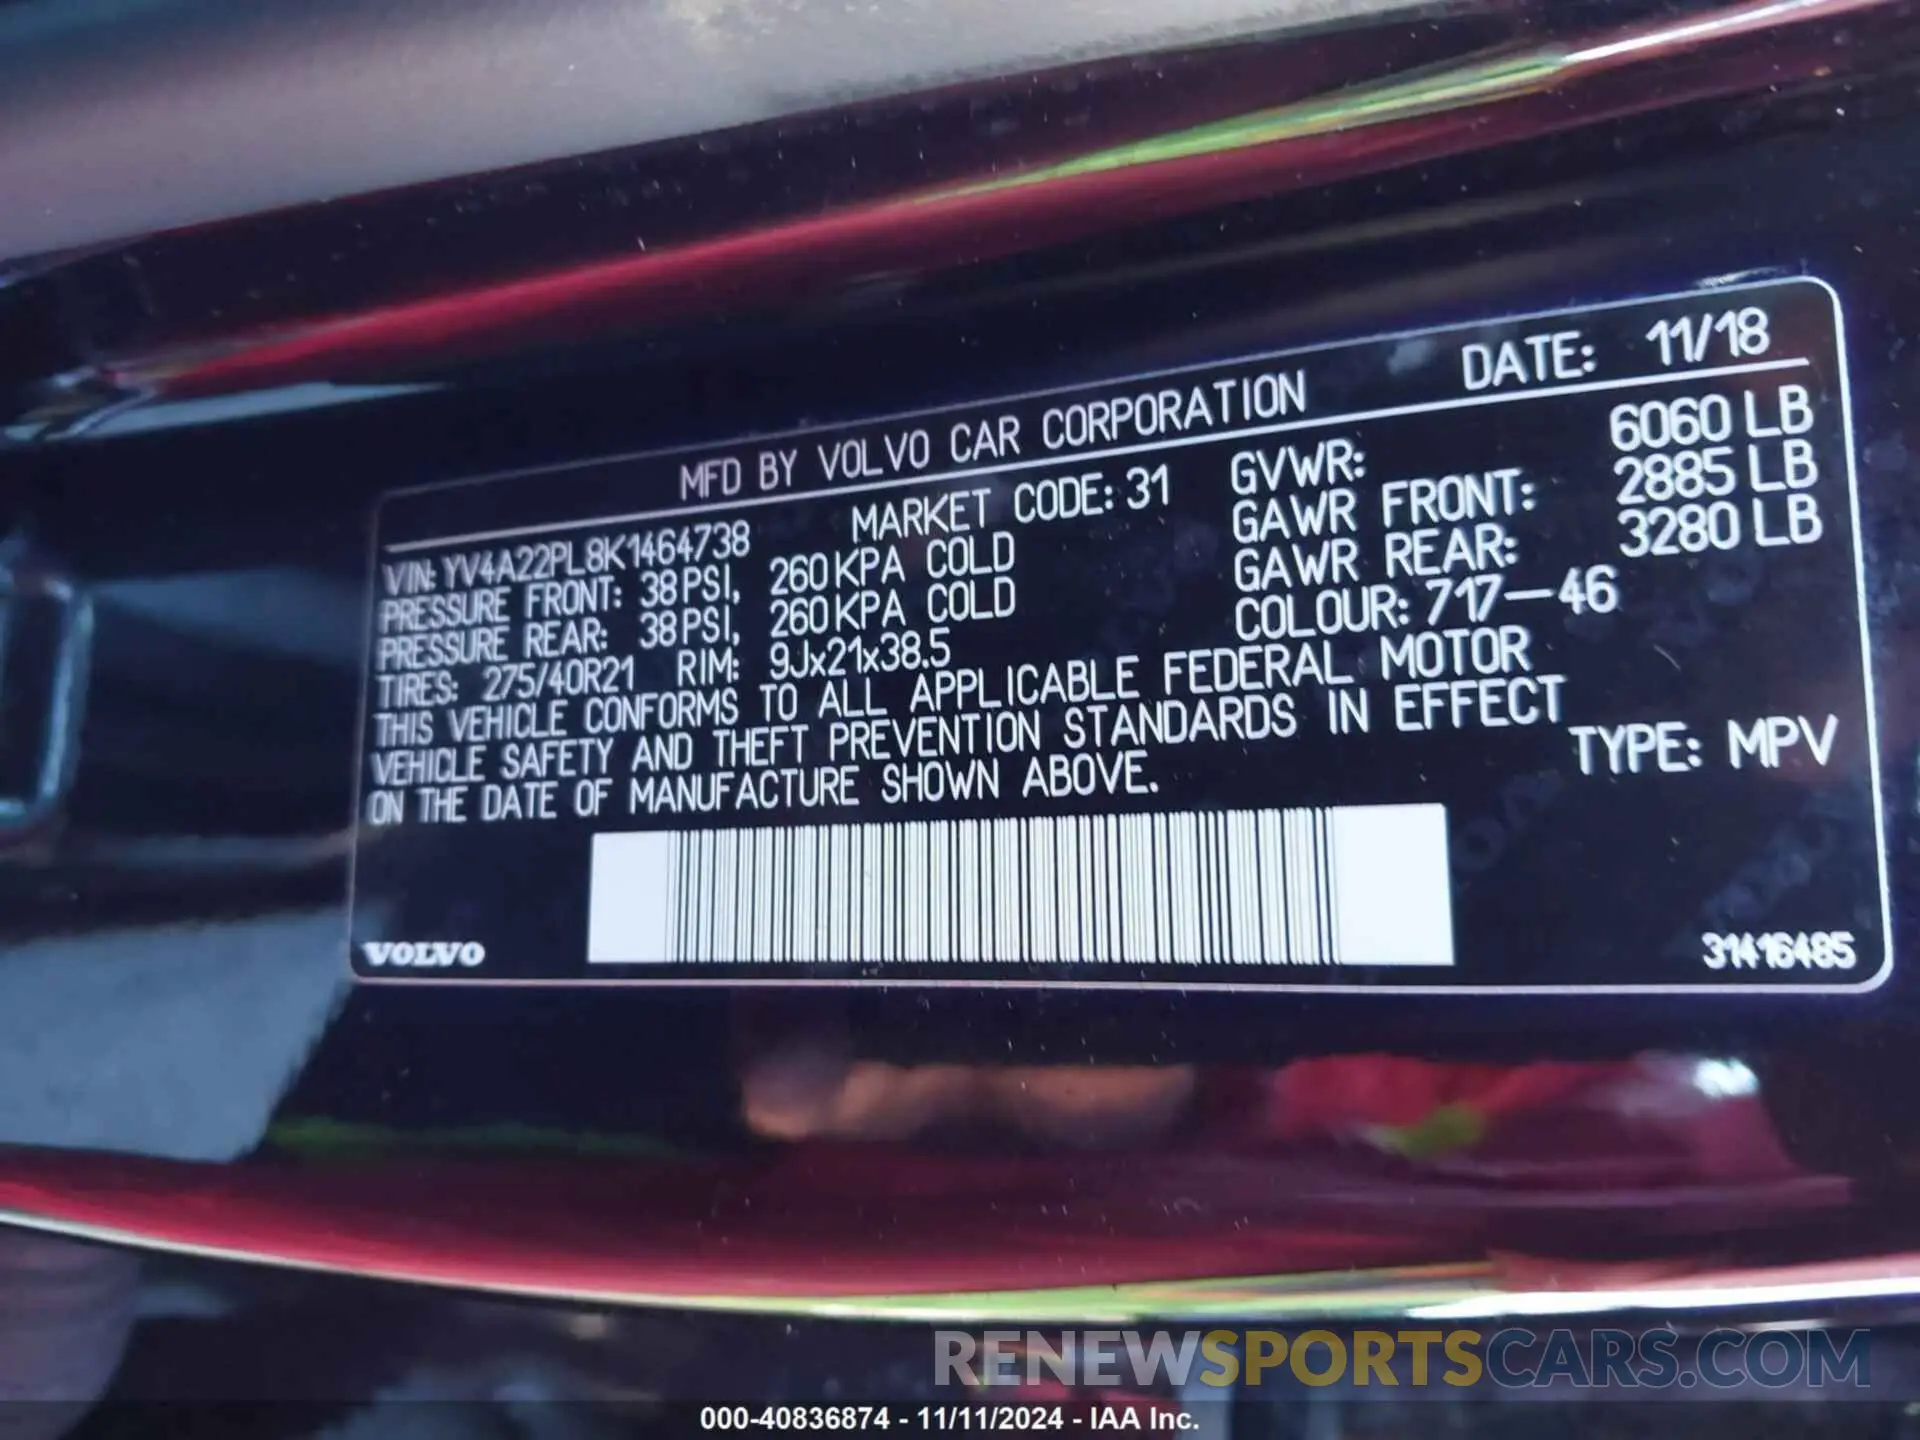 MFD BY VOLVO CAR CORPORATION DATE: 11/18
VIN: YV4A22PL8K1464738 MARKET CODE: 31 GVWR: 6060 LB
PRESSURE FRONT: 38 PSI, 260 KPA COLD GAWR FRONT: 2885 LB
PRESSURE REAR: 38 PSI, 260 KPA COLD GAWR REAR: 3280 LB
TIRES: 275/40R21 RIM: 9Jx21x38.5 COLOUR: 717-46
THIS VEHICLE CONFORMS TO ALL APPLICABLE FEDERAL MOTOR
VEHICLE SAFETY AND THEFT PREVENTION STANDARDS IN EFFECT
ON THE DATE OF MANUFACTURE SHOWN ABOVE. TYPE: MPV
VOLVO 31416485
RENEWSPORTSCARS.COM
000-40836874 - 11/11/2024 - IAA Inc.